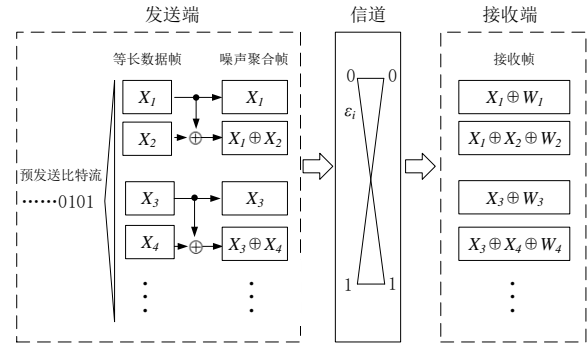 发送端
信道
接收端
等长数据帧
噪声聚合帧
接收帧
预发送比特流
……0101
X1
X1
X2
⊕
X1⊕X2
X3
X3
X4
⊕
X3⊕X4
0
0
εi
1
1
X1⊕W1
X1⊕X2⊕W2
X3⊕W3
X3⊕X4⊕W4